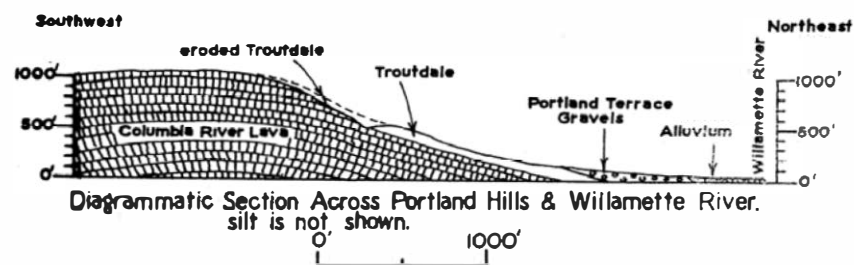 Southwest
Northeast
eroded Troutdale
Troutdale
Willamette River
1000'
1000'
Portland Terrace
Gravels
500'
Columbia River Lava
Alluvium
500'
0'
0'
Diagrammatic Section Across Portland Hills & Willamette River.
silt is not shown.
0' 1000'